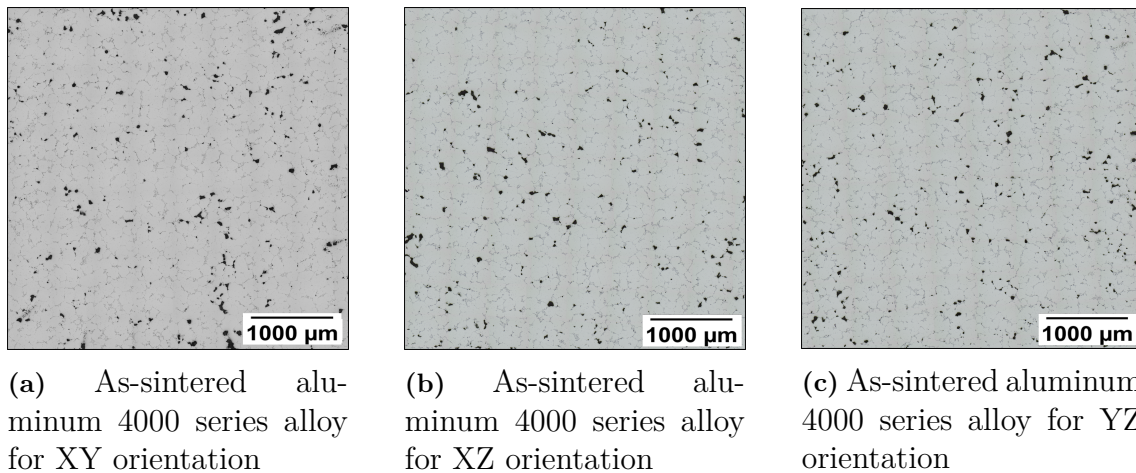 1000 µm
1000 µm
1000 µm
(a) As-sintered alu-
minum 4000 series alloy
for XY orientation
(b) As-sintered alu-
minum 4000 series alloy
for XZ orientation
(c) As-sintered aluminum
4000 series alloy for YZ
orientation